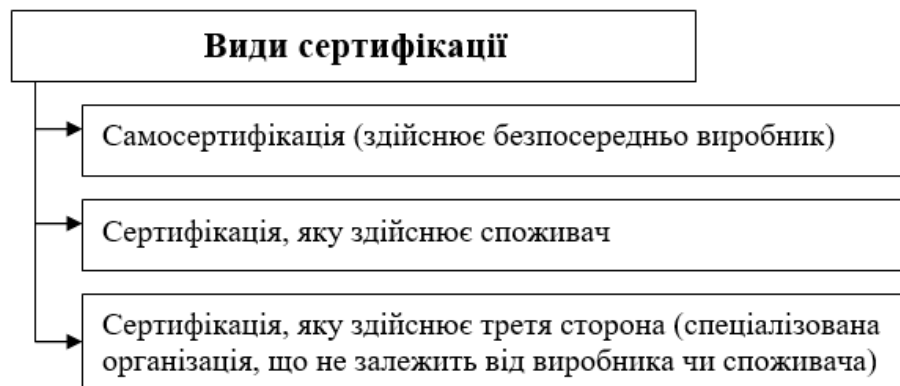 Види сертифікації
Самосертифікація (здійснює безпосередньо виробник)
Сертифікація, яку здійснює споживач
Сертифікація, яку здійснює третя сторона (спеціалізована
організація, що не залежить від виробника чи споживача)